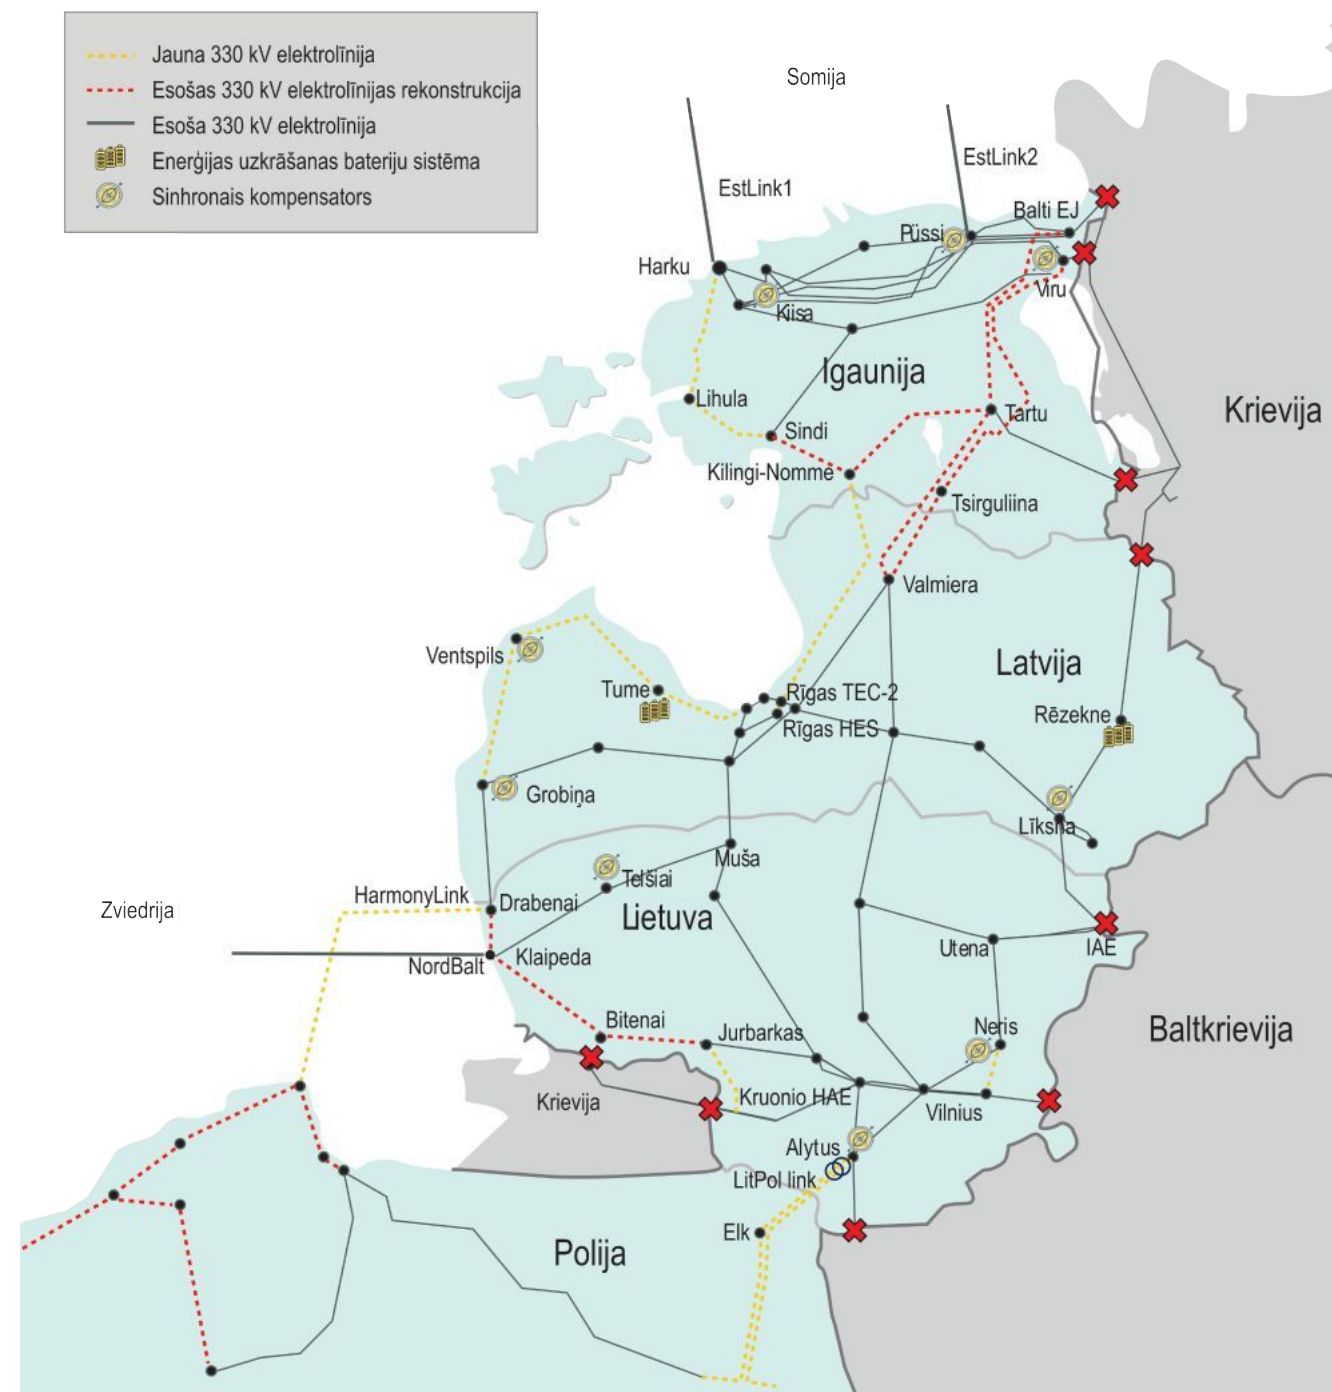 Jauna 330 kV elektrolīnija
Esošas 330 kV elektrolīnijas rekonstrukcija
Esoša 330 kV elektrolīnija
Enerģijas uzkrāšanas bateriju sistēma
Sinhronais kompensators
Somija
EstLink2
EstLink1
Balti EJ
Püssi
Harku
Viru
Kiisa
Igaunija
Lihula
Tartu
Krievija
Sindi
Kilingi-Nomme
Tsirguliina
Valmiera
Ventspils
Latvija
Tume
Rīgas TEC-2
Rēzekne
Rīgas HES
Grobiņa
Līksna
Muša
Telšiai
HarmonyLink
Drabenai
Zviedrija
Lietuva
Utena
IAE
NordBalt
Klaipeda
Bitenai
Jurbarkas
Neris
Baltkrievija
Krievija
Kruonio HAE
Vilnius
Alytus
LitPol link
Elk
Polija